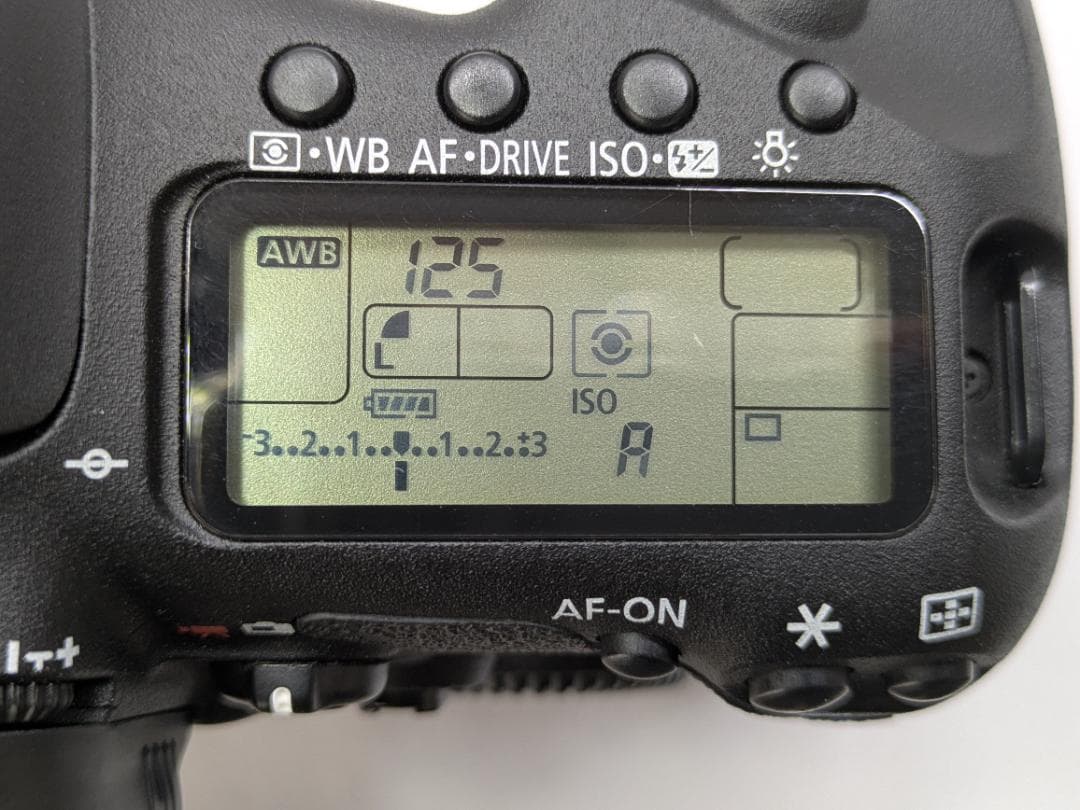 ·WB AF·DRIVE ISO·
AWB 125
L
ISO
-3..2..1..▼..1..2..+3 A
AF-ON